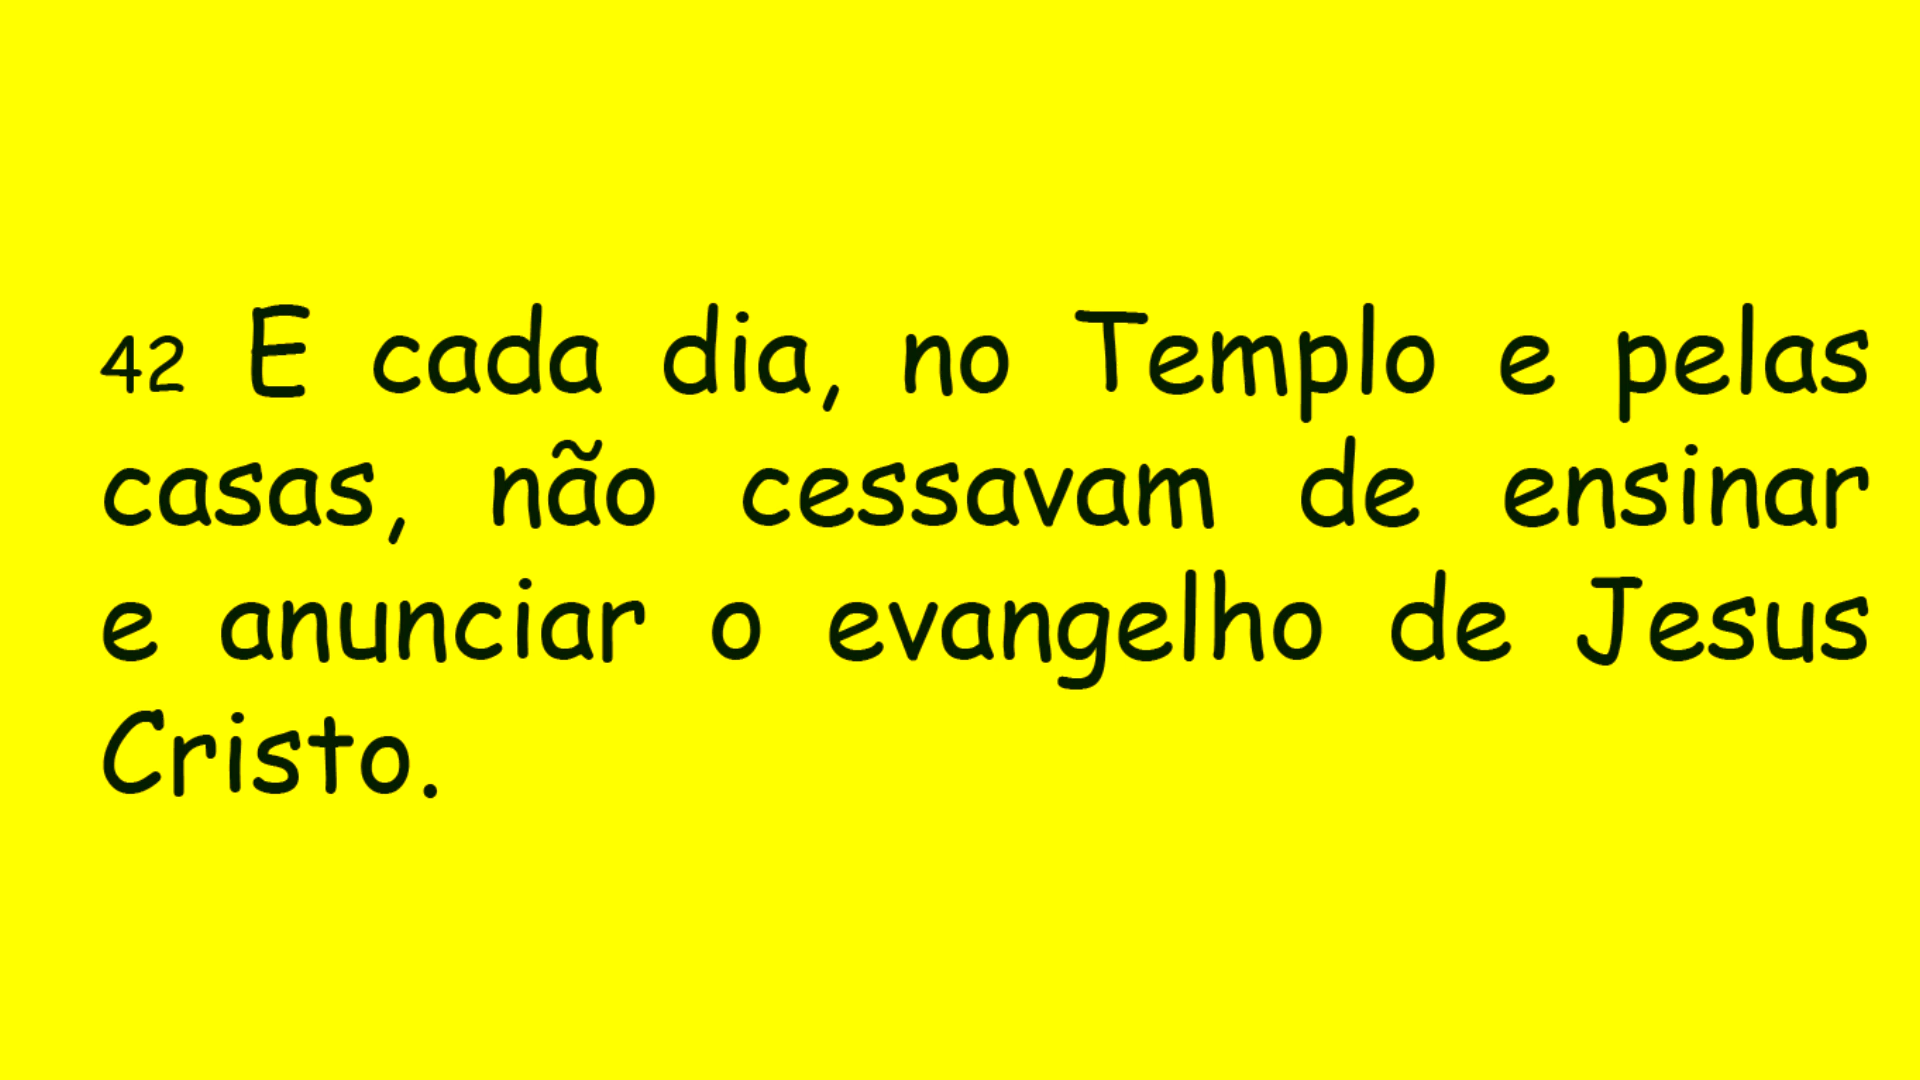 42 E cada dia, no Templo e pelas
casas, não cessavam de ensinar
e anunciar o evangelho de Jesus
Cristo.